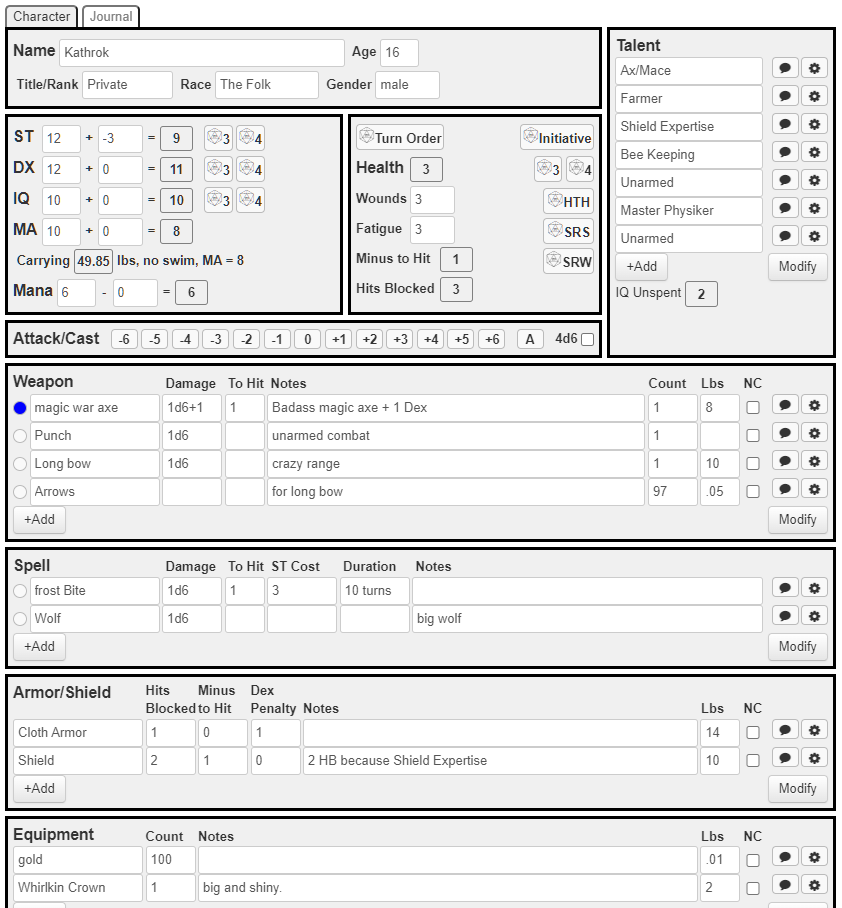 Character Journal
Name Kathrok Age 16
Title/Rank Private Race The Folk Gender male
ST 12 + -3 = 9 3 4
DX 12 + 0 = 11 3 4
IQ 10 + 0 = 10 3 4
MA 10 + 0 = 8
Carrying 49.85 lbs, no swim, MA = 8
Mana 6 - 0 = 6
Turn Order Initiative
Health 3 3 4
Wounds 3 HTH
Fatigue 3 SRS
Minus to Hit 1 SRW
Hits Blocked 3
Attack/Cast -6 -5 -4 -3 -2 -1 0 +1 +2 +3 +4 +5 +6 A 4d6
Talent
Ax/Mace
Farmer
Shield Expertise
Bee Keeping
Unarmed
Master Physiker
Unarmed
+Add Modify
IQ Unspent 2
Weapon Damage To Hit Notes Count Lbs NC
magic war axe 1d6+1 1 Badass magic axe + 1 Dex 1 8
Punch 1d6 unarmed combat 1
Long bow 1d6 crazy range 1 10
Arrows for long bow 97 .05
+Add Modify
Spell Damage To Hit ST Cost Duration Notes
frost Bite 1d6 1 3 10 turns
Wolf 1d6 big wolf
+Add Modify
Armor/Shield Hits Blocked Minus to Hit Dex Penalty Notes Lbs NC
Cloth Armor 1 0 1 14
Shield 2 1 0 2 HB because Shield Expertise 10
+Add Modify
Equipment Count Notes Lbs NC
gold 100 .01
Whirlkin Crown 1 big and shiny. 2